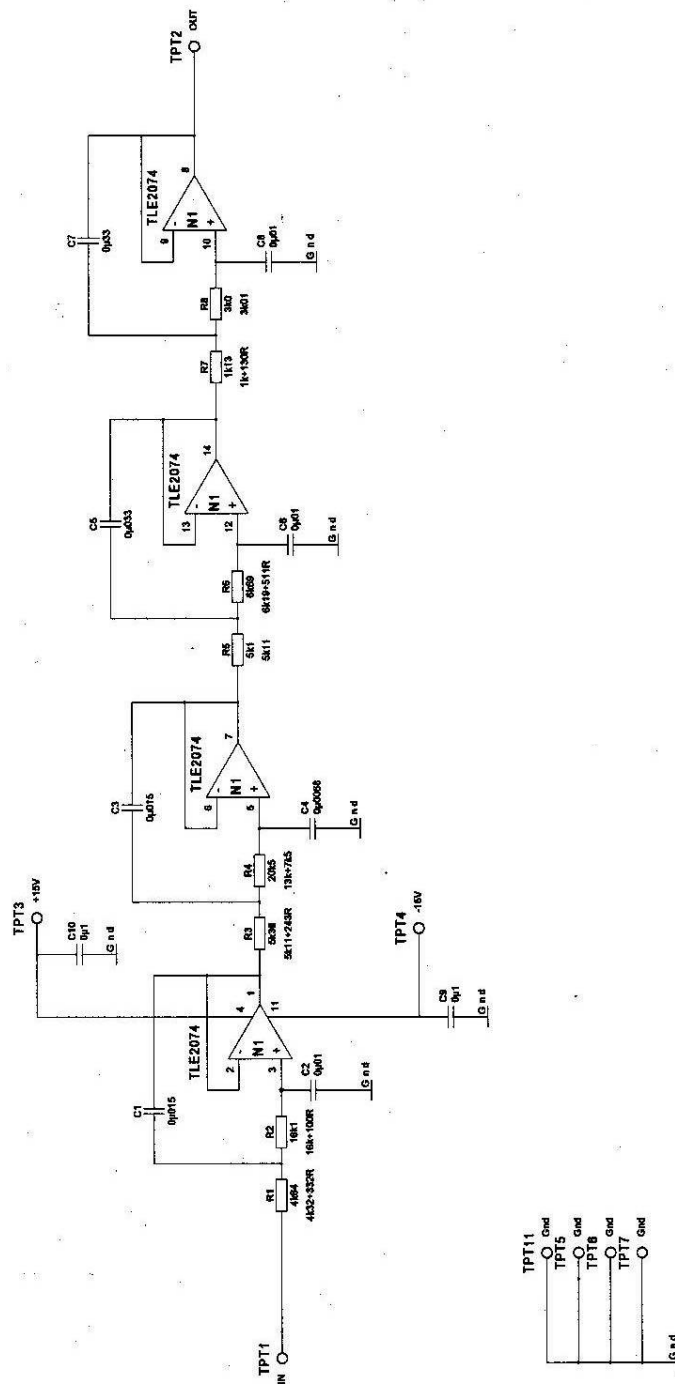 TPT1
IN
R1
4k64
4k32+332R
R2
16k1
16k+100R
C1
0µ015
C2
0µ01
Gnd
TLE2074
N1
2
3
4
11
1
-
+
TPT3
+15V
C10
0µ1
Gnd
TPT4
-15V
C9
0µ1
Gnd
R3
5k36
5k11+243R
R4
20k5
13k+7k5
C3
0µ015
C4
0µ0068
Gnd
TLE2074
N1
6
5
7
-
+
R5
5k1
5k11
R6
6k69
6k19+511R
C5
0µ033
C6
0µ01
Gnd
TLE2074
N1
13
12
14
-
+
R7
1k13
1k+130R
R8
3k0
3k01
C7
0µ33
C8
0µ01
Gnd
TLE2074
N1
9
10
8
-
+
TPT2
OUT
TPT11
Gnd
TPT5
Gnd
TPT6
Gnd
TPT7
Gnd
Gnd